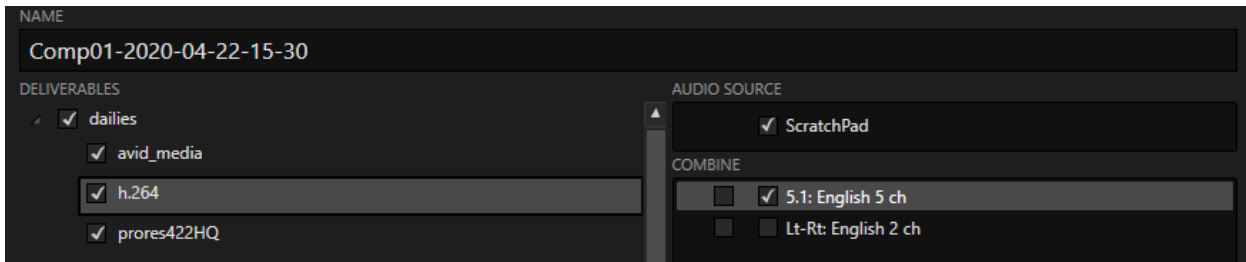 NAME
Comp01-2020-04-22-15-30
DELIVERABLES
dailies
avid_media
h.264
prores422HQ
AUDIO SOURCE
ScratchPad
COMBINE
5.1: English 5 ch
Lt-Rt: English 2 ch